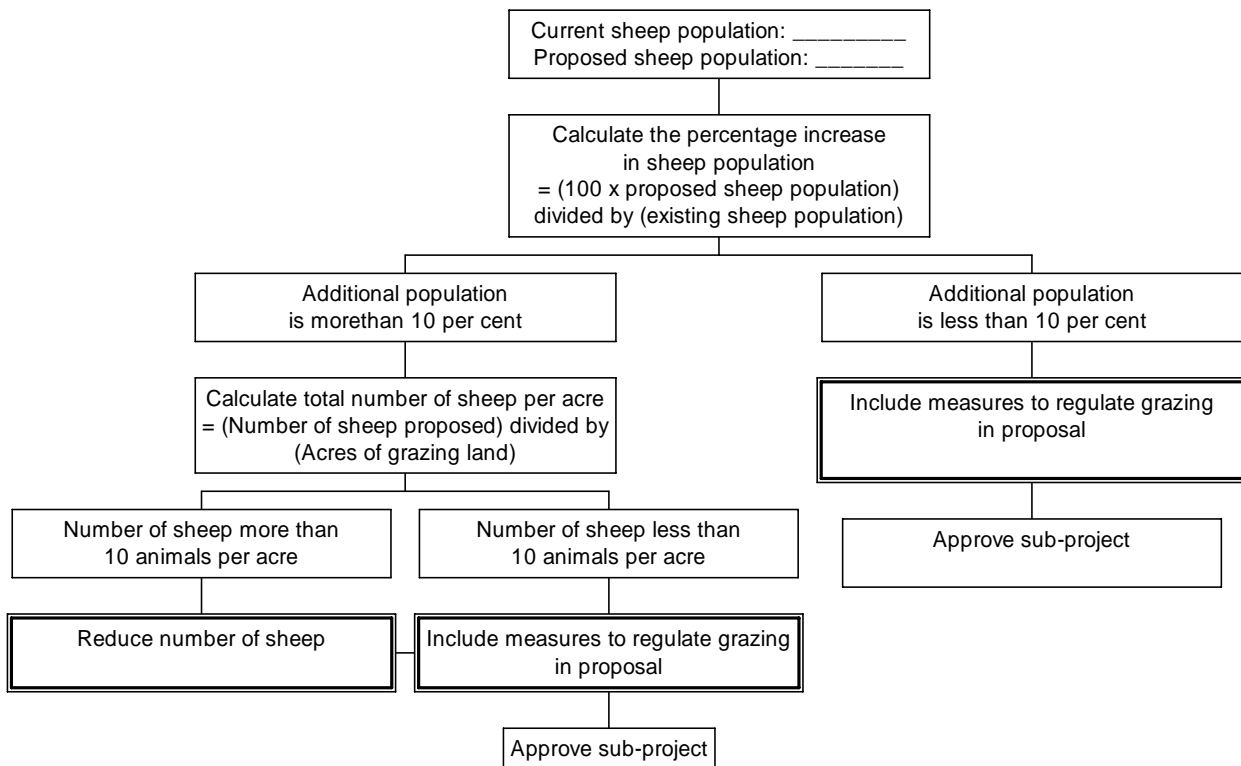 Current sheep population: _________
Proposed sheep population: _______
Calculate the percentage increase
in sheep population
= (100 x proposed sheep population)
divided by (existing sheep population)
Additional population
is morethan 10 per cent
Additional population
is less than 10 per cent
Calculate total number of sheep per acre
= (Number of sheep proposed) divided by
(Acres of grazing land)
Include measures to regulate grazing
in proposal
Number of sheep more than
10 animals per acre
Number of sheep less than
10 animals per acre
Approve sub-project
Reduce number of sheep
Include measures to regulate grazing
in proposal
Approve sub-project